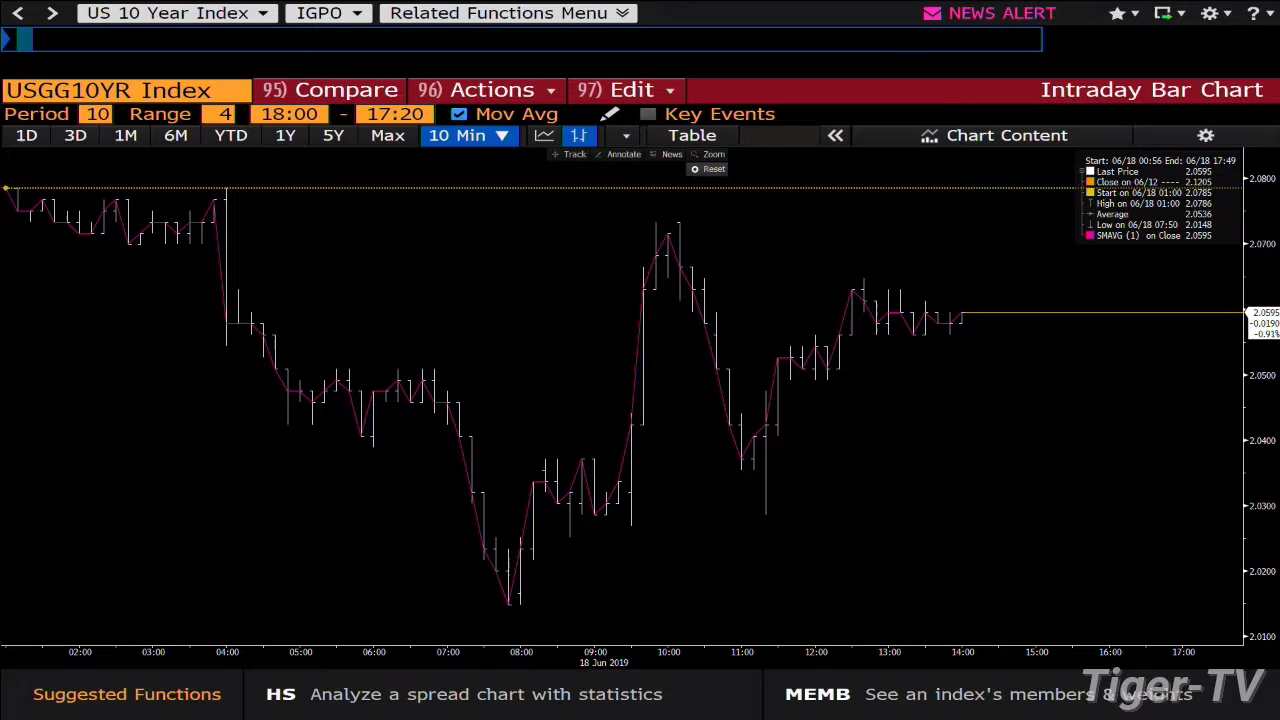 US 10 Year Index IGPO Related Functions Menu NEWS ALERT ?
USGG10YR Index 95) Compare 96) Actions 97) Edit Intraday Bar Chart
Period 10 Range 4 18:00 - 17:20 Mov Avg Key Events
1D 3D 1M 6M YTD 1Y 5Y Max 10 Min Table Chart Content
Track Annotate News Zoom
Reset
Start: 06/18 00:56 End: 06/18 17:49
Last Price 2.0595
Close on 06/12 ---- 2.1205
Start on 06/18 01:00 2.0785
High on 06/18 01:00 2.0786
Average 2.0536
Low on 06/18 07:50 2.0148
SMAVG (1) on Close 2.0595
2.0800
2.0700
2.0595
-0.0190
-0.91%
2.0500
2.0400
2.0300
2.0200
2.0100
02:00 03:00 04:00 05:00 06:00 07:00 08:00 09:00 10:00 11:00 12:00 13:00 14:00 15:00 16:00 17:00
18 Jun 2019
Suggested Functions HS Analyze a spread chart with statistics MEMB See an index's members & weights
Tiger-TV